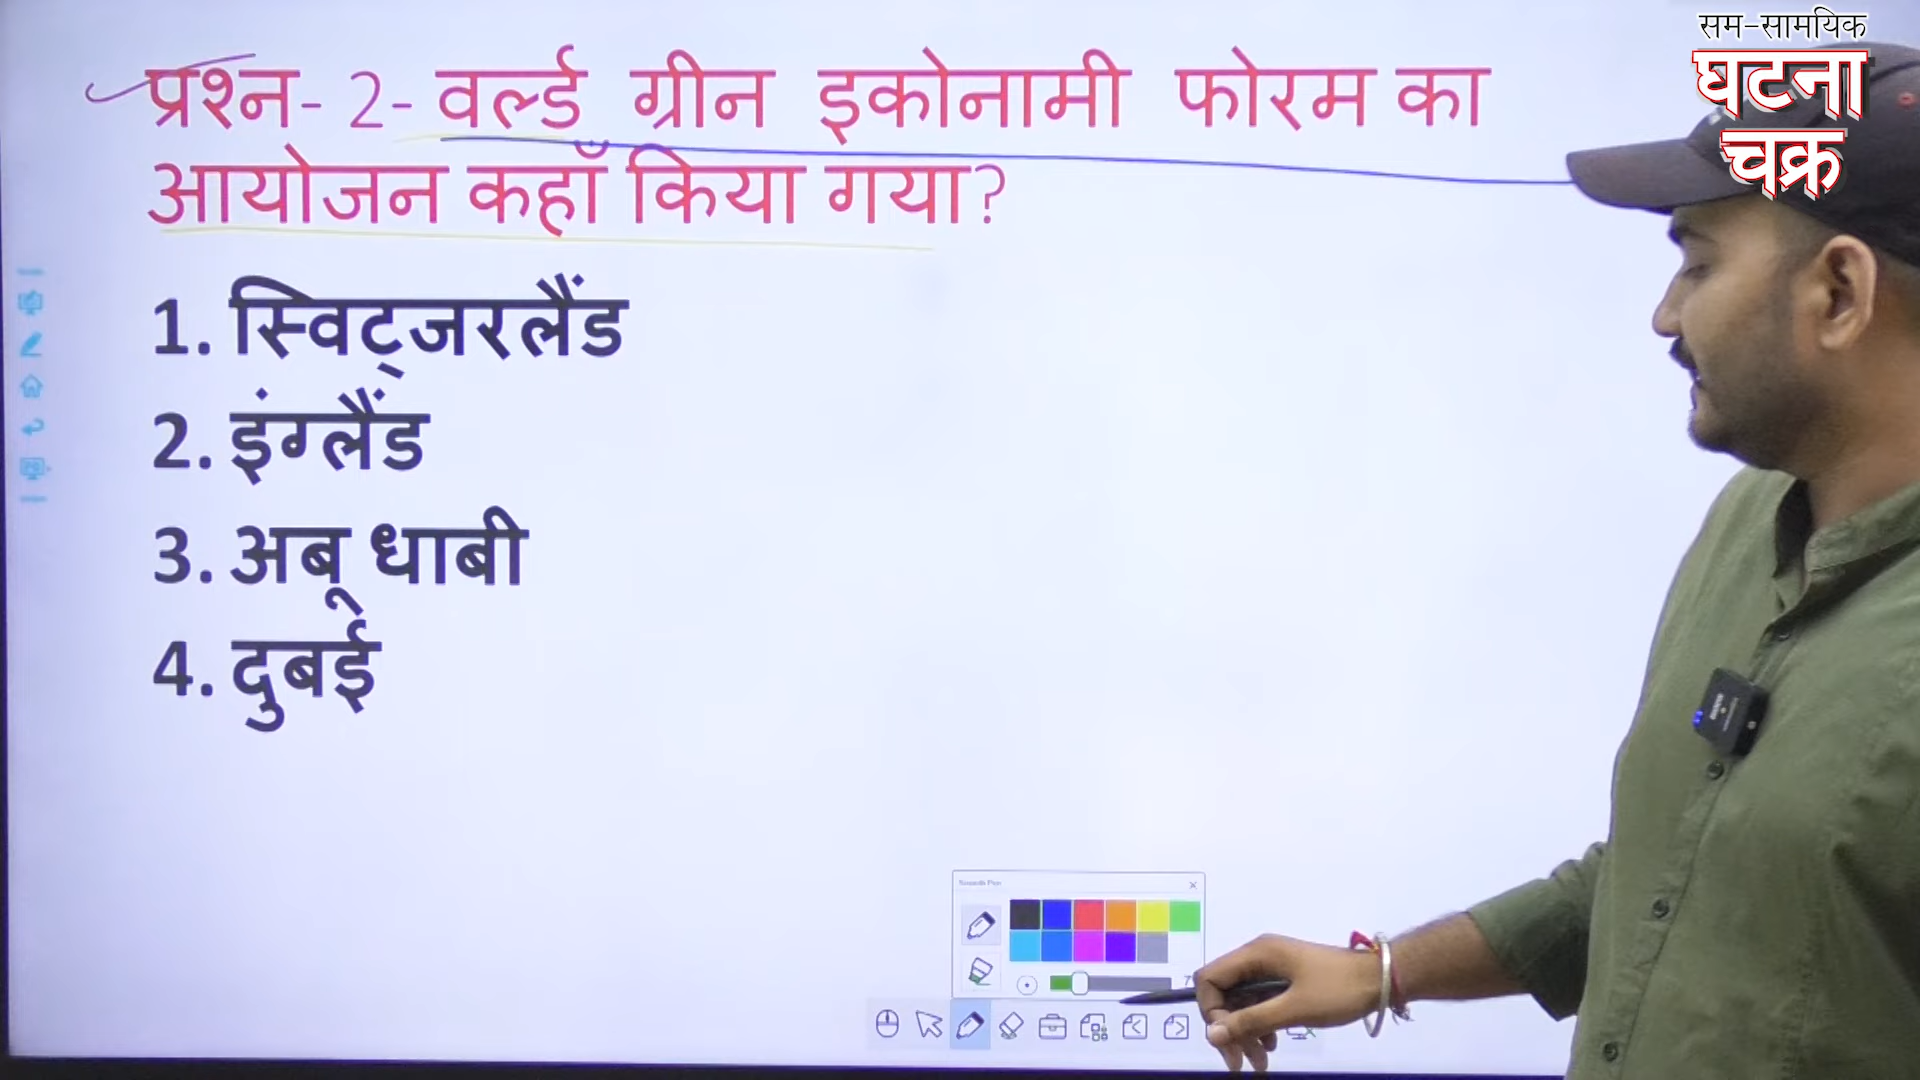 सम-सामयिक
घटना
चक्र
प्रश्न- 2- वर्ल्ड ग्रीन इकोनामी फोरम का
आयोजन कहाँ किया गया?
1. स्विट्जरलैंड
2. इंग्लैंड
3. अबू धाबी
4. दुबई